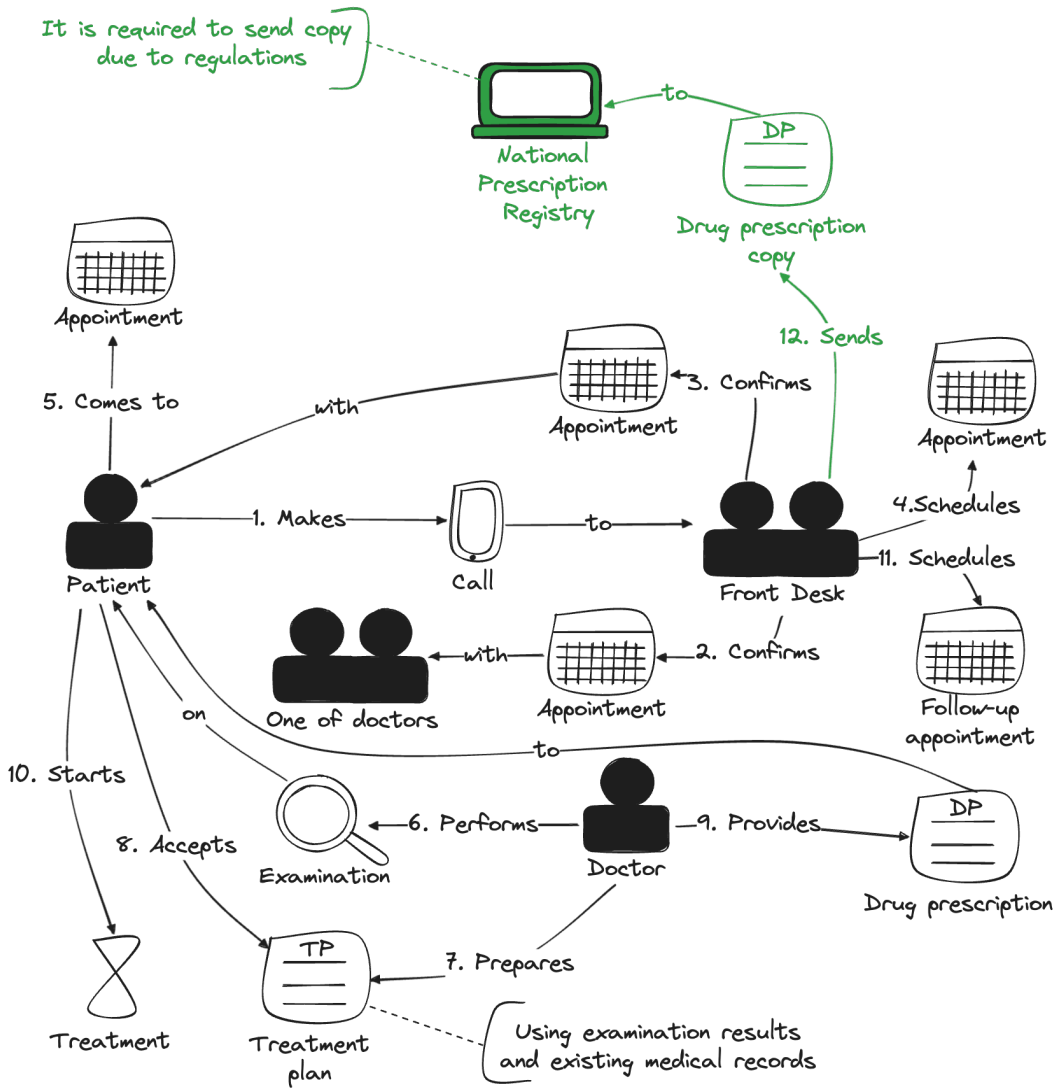 It is required to send copy
due to regulations
to
DP
National
Prescription
Registry
Drug prescription
copy
Appointment
12. Sends
5. Comes to
with
3. Confirms
Appointment
Appointment
4.Schedules
1. Makes
to
11. Schedules
Call
Patient
Front Desk
with
2. Confirms
One of doctors
Appointment
Follow-up
appointment
on
to
10. Starts
DP
6. Performs
9. Provides
8. Accepts
Examination
Doctor
Drug prescription
TP
7. Prepares
Treatment
Treatment
plan
Using examination results
and existing medical records